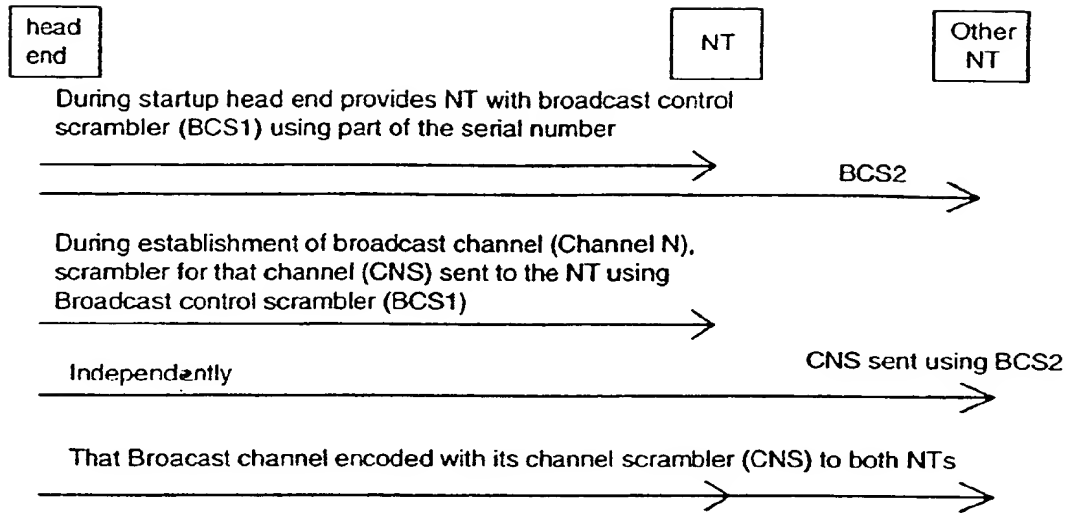 head
end
NT
Other
NT
During startup head end provides NT with broadcast control
scrambler (BCS1) using part of the serial number
BCS2
During establishment of broadcast channel (Channel N),
scrambler for that channel (CNS) sent to the NT using
Broadcast control scrambler (BCS1)
Independently
CNS sent using BCS2
That Broacast channel encoded with its channel scrambler (CNS) to both NTs